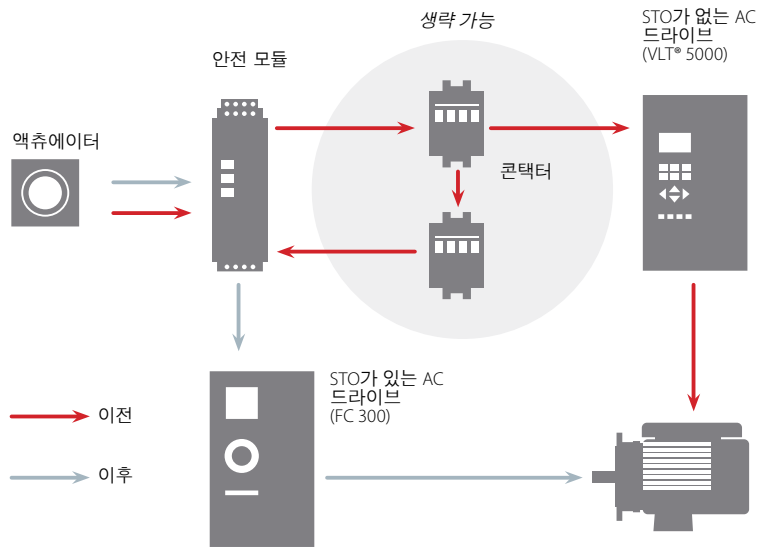 생략 가능
STO가 없는 AC
드라이브
(VLT® 5000)
안전 모듈
액츄에이터
콘택터
STO가 있는 AC
드라이브
(FC 300)
이전
이후